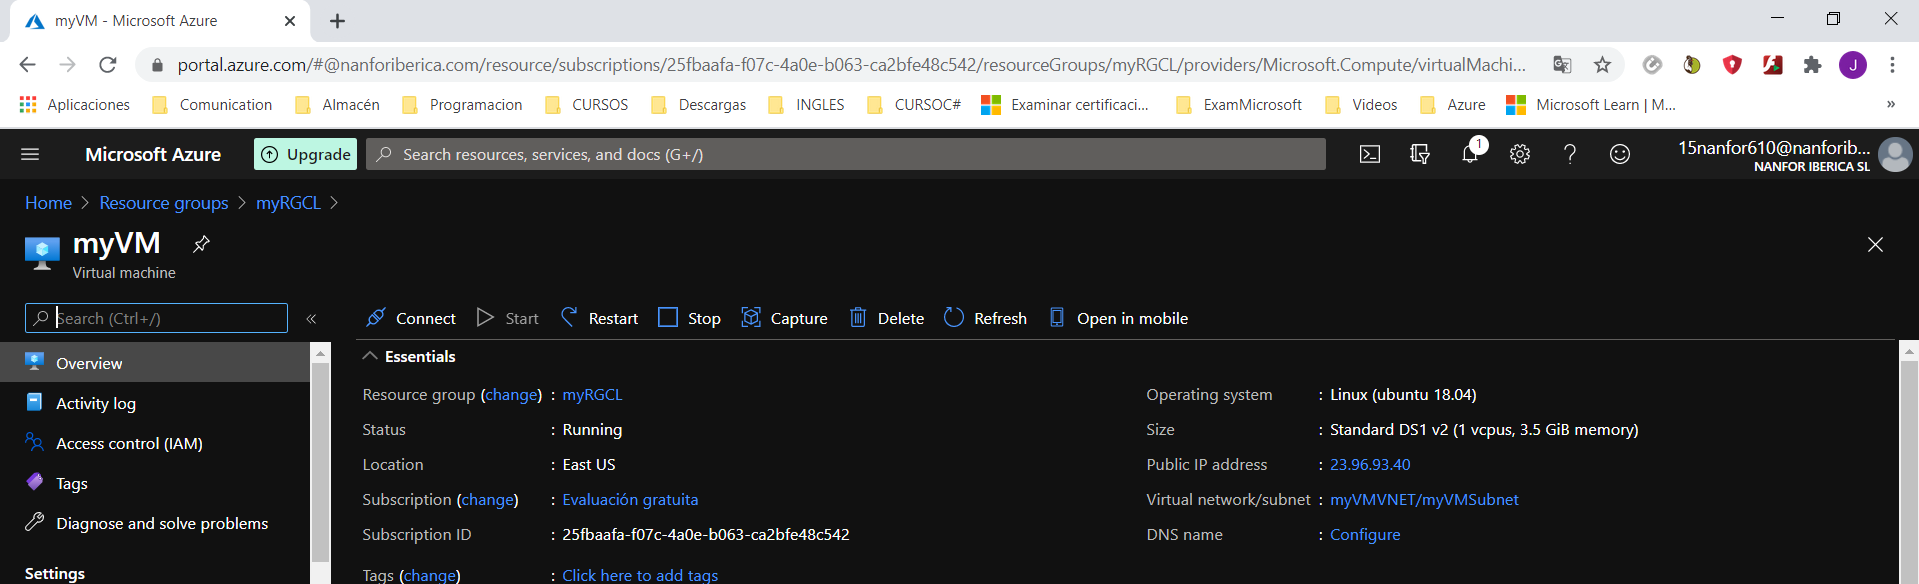 myVM - Microsoft Azure
portal.azure.com/#@nanforiberica.com/resource/subscriptions/25fbaafa-f07c-4a0e-b063-ca2bfe48c542/resourceGroups/myRGCL/providers/Microsoft.Compute/virtualMachi... J
Aplicaciones Comunication Almacén Programacion CURSOS Descargas INGLES CURSOC# Examinar certificaci... ExamMicrosoft Videos Azure Microsoft Learn | M... »
Microsoft Azure Upgrade Search resources, services, and docs (G+/) 1 15nanfor610@nanforib...
NANFOR IBERICA SL
Home > Resource groups > myRGCL >
myVM
Virtual machine
Search (Ctrl+/) « Connect Start Restart Stop Capture Delete Refresh Open in mobile
Overview
Activity log
Access control (IAM)
Tags
Diagnose and solve problems
Settings
Essentials
Resource group (change) : myRGCL
Status : Running
Location : East US
Subscription (change) : Evaluación gratuita
Subscription ID : 25fbaafa-f07c-4a0e-b063-ca2bfe48c542
Tags (change) : Click here to add tags
Operating system : Linux (ubuntu 18.04)
Size : Standard DS1 v2 (1 vcpus, 3.5 GiB memory)
Public IP address : 23.96.93.40
Virtual network/subnet : myVMVNET/myVMSubnet
DNS name : Configure